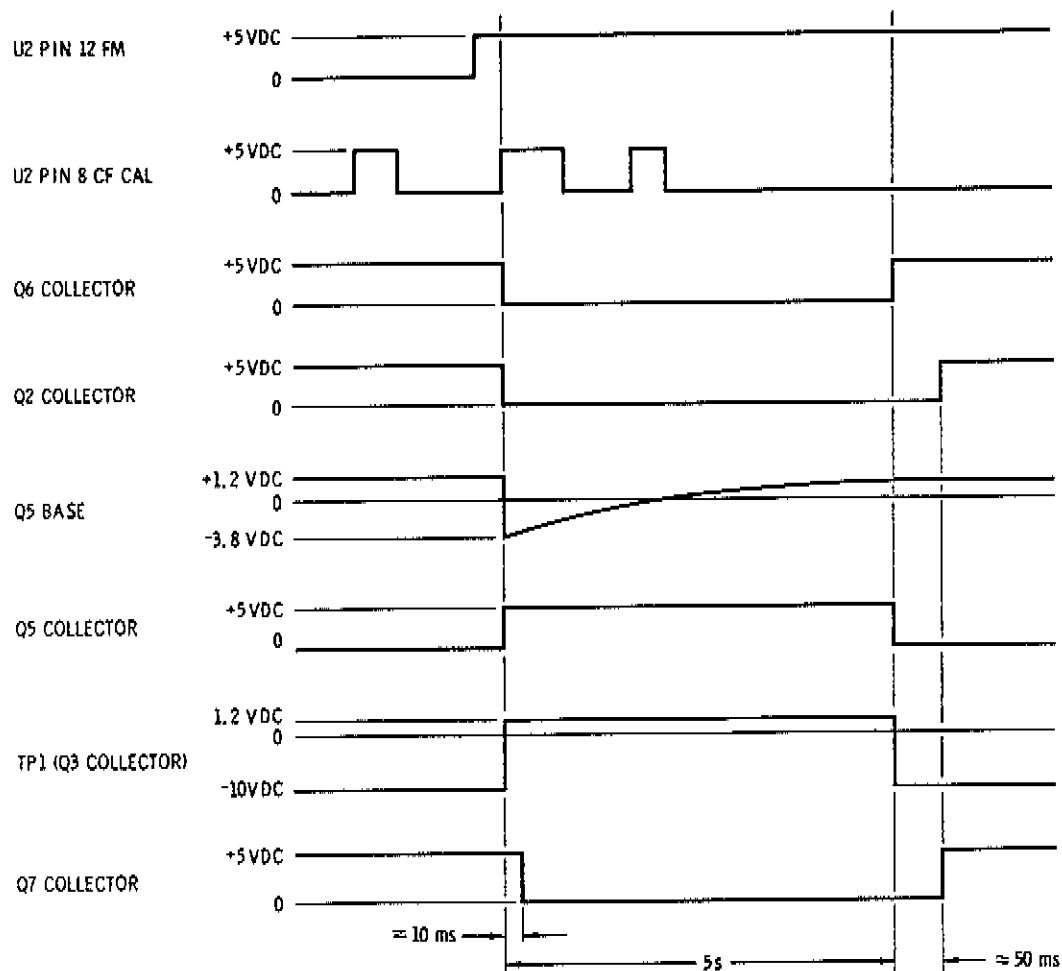 U2 PIN 12 FM
+5VDC
0
U2 PIN 8 CF CAL
+5VDC
0
Q6 COLLECTOR
+5VDC
0
Q2 COLLECTOR
+5VDC
0
Q5 BASE
+1.2 VDC
0
-3.8 VDC
Q5 COLLECTOR
+5VDC
0
TP1 (Q3 COLLECTOR)
1.2 VDC
0
-10VDC
Q7 COLLECTOR
+5VDC
0
≈ 10 ms
5s
≈ 50 ms